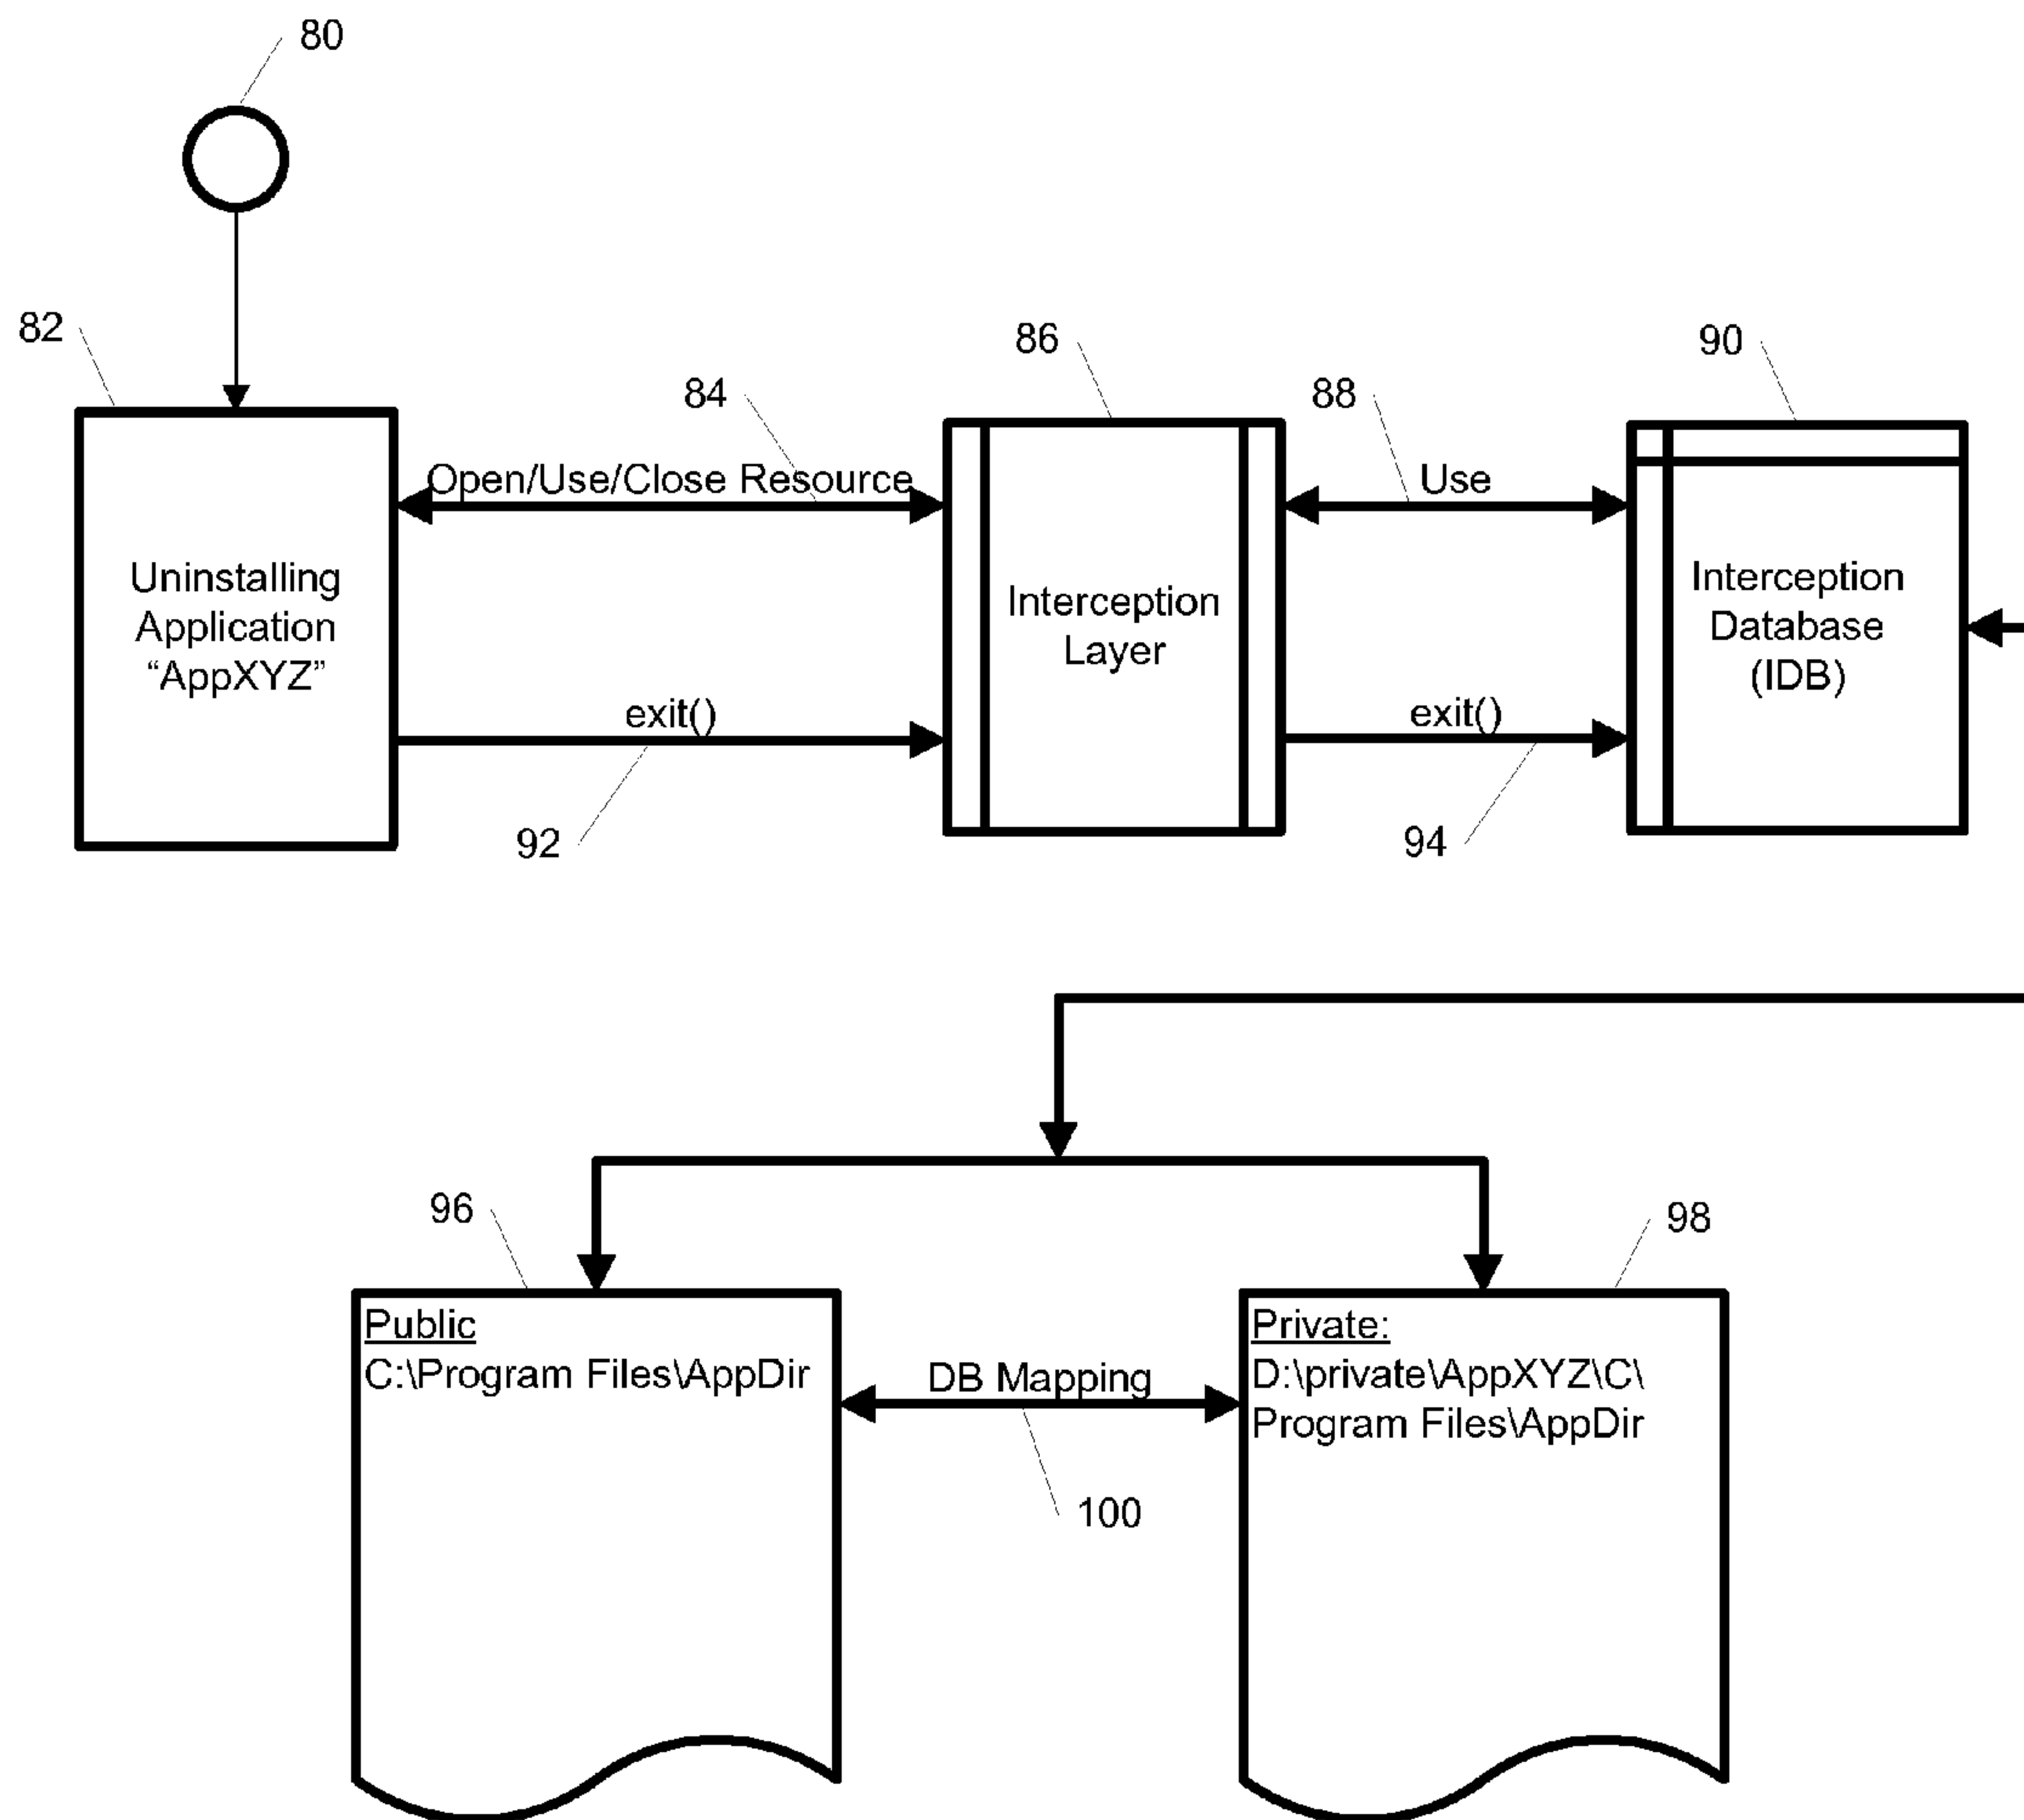 80
82
84
86
88
90
Open/Use/Close Resource
Use
Uninstalling
Application
“AppXYZ”
Interception
Layer
Interception
Database
(IDB)
exit()
exit()
92
94
96
98
Public
C:\Program Files\AppDir
DB Mapping
Private:
D:\private\AppXYZ\C\
Program Files\AppDir
100